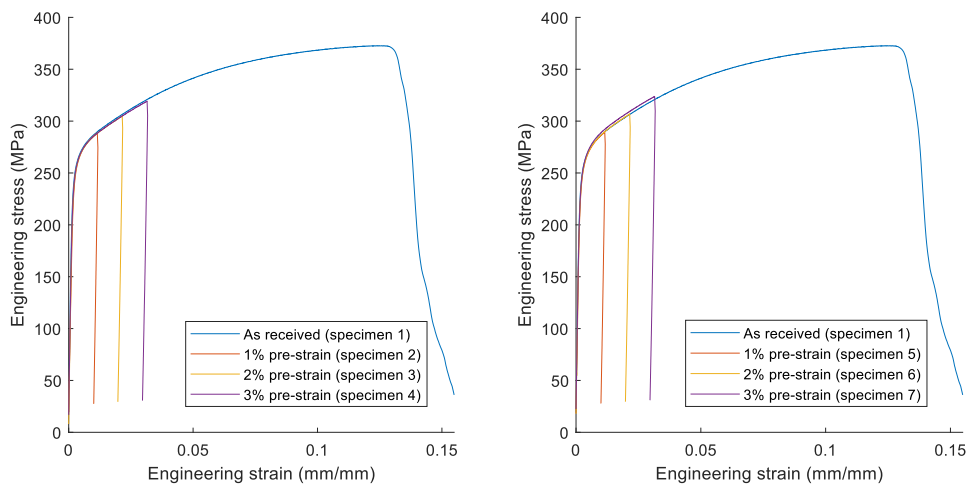 400
350
300
250
200
150
100
50
0
Engineering stress (MPa)
As received (specimen 1)
1% pre-strain (specimen 2)
2% pre-strain (specimen 3)
3% pre-strain (specimen 4)
0 0.05 0.1 0.15
Engineering strain (mm/mm)
400
350
300
250
200
150
100
50
0
Engineering stress (MPa)
As received (specimen 1)
1% pre-strain (specimen 5)
2% pre-strain (specimen 6)
3% pre-strain (specimen 7)
0 0.05 0.1 0.15
Engineering strain (mm/mm)